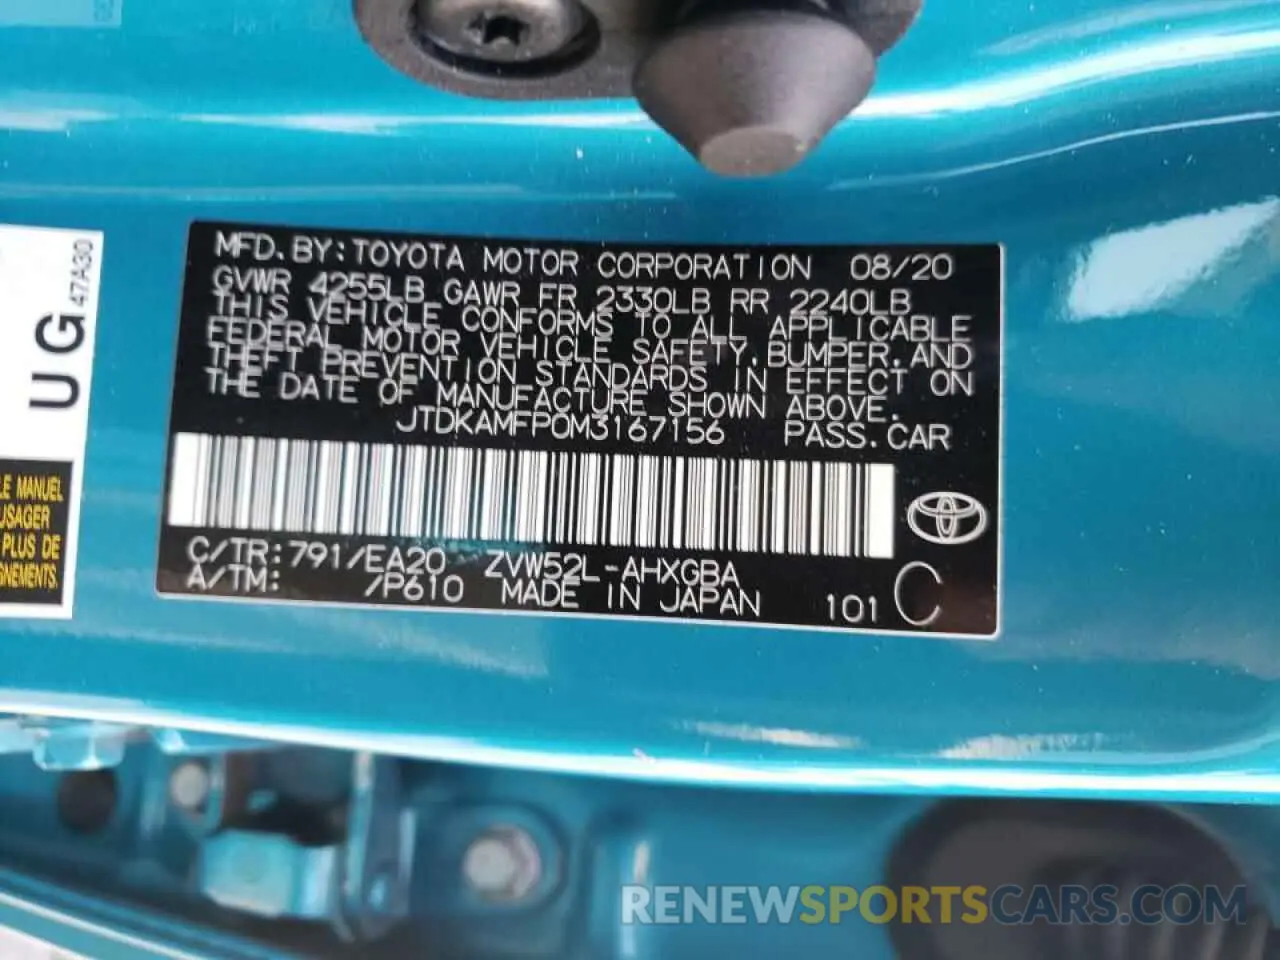 MFD. BY: TOYOTA MOTOR CORPORATION 08/20
GVWR 4255LB GAWR FR 2330LB RR 2240LB
THIS VEHICLE CONFORMS TO ALL APPLICABLE
FEDERAL MOTOR VEHICLE SAFETY, BUMPER, AND
THEFT PREVENTION STANDARDS IN EFFECT ON
THE DATE OF MANUFACTURE SHOWN ABOVE.
JTDKAMFP0M3167156 PASS. CAR
C/TR: 791/EA20 ZVW52L-AHXGBA
A/TM: /P610 MADE IN JAPAN 101 C
UG 47A30
LE MANUEL
USAGER
PLUS DE
GNEMENTS.
RENEWSPORTSCARS.COM